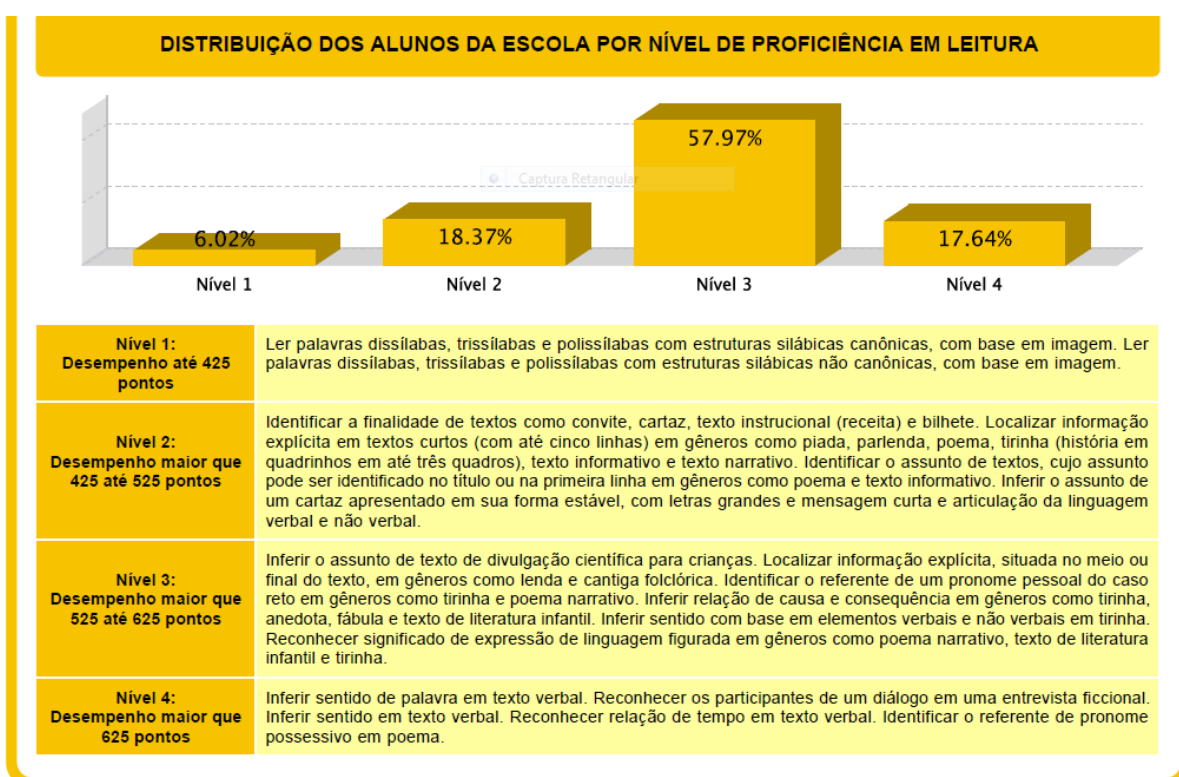 DISTRIBUIÇÃO DOS ALUNOS DA ESCOLA POR NÍVEL DE PROFICIÊNCIA EM LEITURA
57.97%
Captura Retangular
6.02%
18.37%
17.64%
Nível 1
Nível 2
Nível 3
Nível 4
Nível 1:
Desempenho até 425
pontos
Ler palavras dissílabas, trissílabas e polissílabas com estruturas silábicas canônicas, com base em imagem. Ler
palavras dissílabas, trissílabas e polissílabas com estruturas silábicas não canônicas, com base em imagem.
Nível 2:
Desempenho maior que
425 até 525 pontos
Identificar a finalidade de textos como convite, cartaz, texto instrucional (receita) e bilhete. Localizar informação
explícita em textos curtos (com até cinco linhas) em gêneros como piada, parlenda, poema, tirinha (história em
quadrinhos em até três quadros), texto informativo e texto narrativo. Identificar o assunto de textos, cujo assunto
pode ser identificado no título ou na primeira linha em gêneros como poema e texto informativo. Inferir o assunto de
um cartaz apresentado em sua forma estável, com letras grandes e mensagem curta e articulação da linguagem
verbal e não verbal.
Nível 3:
Desempenho maior que
525 até 625 pontos
Inferir o assunto de texto de divulgação científica para crianças. Localizar informação explícita, situada no meio ou
final do texto, em gêneros como lenda e cantiga folclórica. Identificar o referente de um pronome pessoal do caso
reto em gêneros como tirinha e poema narrativo. Inferir relação de causa e consequência em gêneros como tirinha,
anedota, fábula e texto de literatura infantil. Inferir sentido com base em elementos verbais e não verbais em tirinha.
Reconhecer significado de expressão de linguagem figurada em gêneros como poema narrativo, texto de literatura
infantil e tirinha.
Nível 4:
Desempenho maior que
625 pontos
Inferir sentido de palavra em texto verbal. Reconhecer os participantes de um diálogo em uma entrevista ficcional.
Inferir sentido em texto verbal. Reconhecer relação de tempo em texto verbal. Identificar o referente de pronome
possessivo em poema.